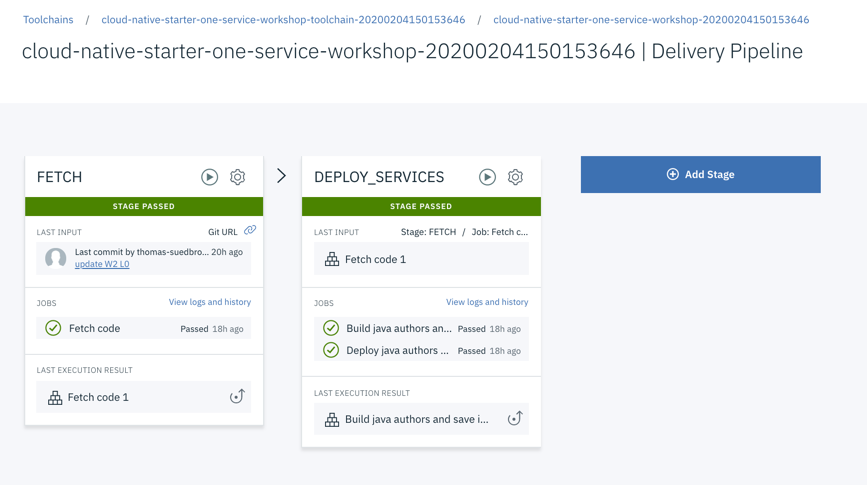 Toolchains / cloud-native-starter-one-service-workshop-toolchain-20200204150153646 / cloud-native-starter-one-service-workshop-20200204150153646
cloud-native-starter-one-service-workshop-20200204150153646 | Delivery Pipeline
FETCH
STAGE PASSED
LAST INPUT Git URL
Last commit by thomas-suedbro... 20h ago
update W2 L0
JOBS View logs and history
Fetch code Passed 18h ago
LAST EXECUTION RESULT
Fetch code 1
DEPLOY_SERVICES
STAGE PASSED
LAST INPUT Stage: FETCH / Job: Fetch c...
Fetch code 1
JOBS View logs and history
Build java authors an... Passed 18h ago
Deploy java authors ... Passed 18h ago
LAST EXECUTION RESULT
Build java authors and save i...
Add Stage